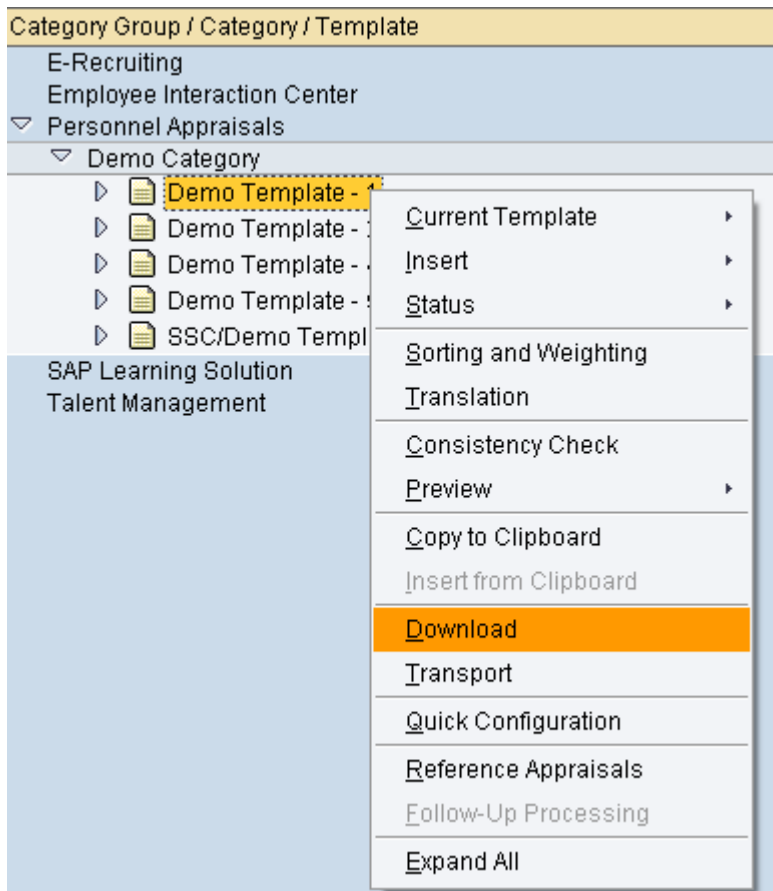 Category Group / Category / Template
E-Recruiting
Employee Interaction Center
Personnel Appraisals
Demo Category
Demo Template - 1
Demo Template -
Demo Template -
Demo Template -
SSC/Demo Templ
SAP Learning Solution
Talent Management
Current Template
Insert
Status
Sorting and Weighting
Translation
Consistency Check
Preview
Copy to Clipboard
Insert from Clipboard
Download
Transport
Quick Configuration
Reference Appraisals
Follow-Up Processing
Expand All